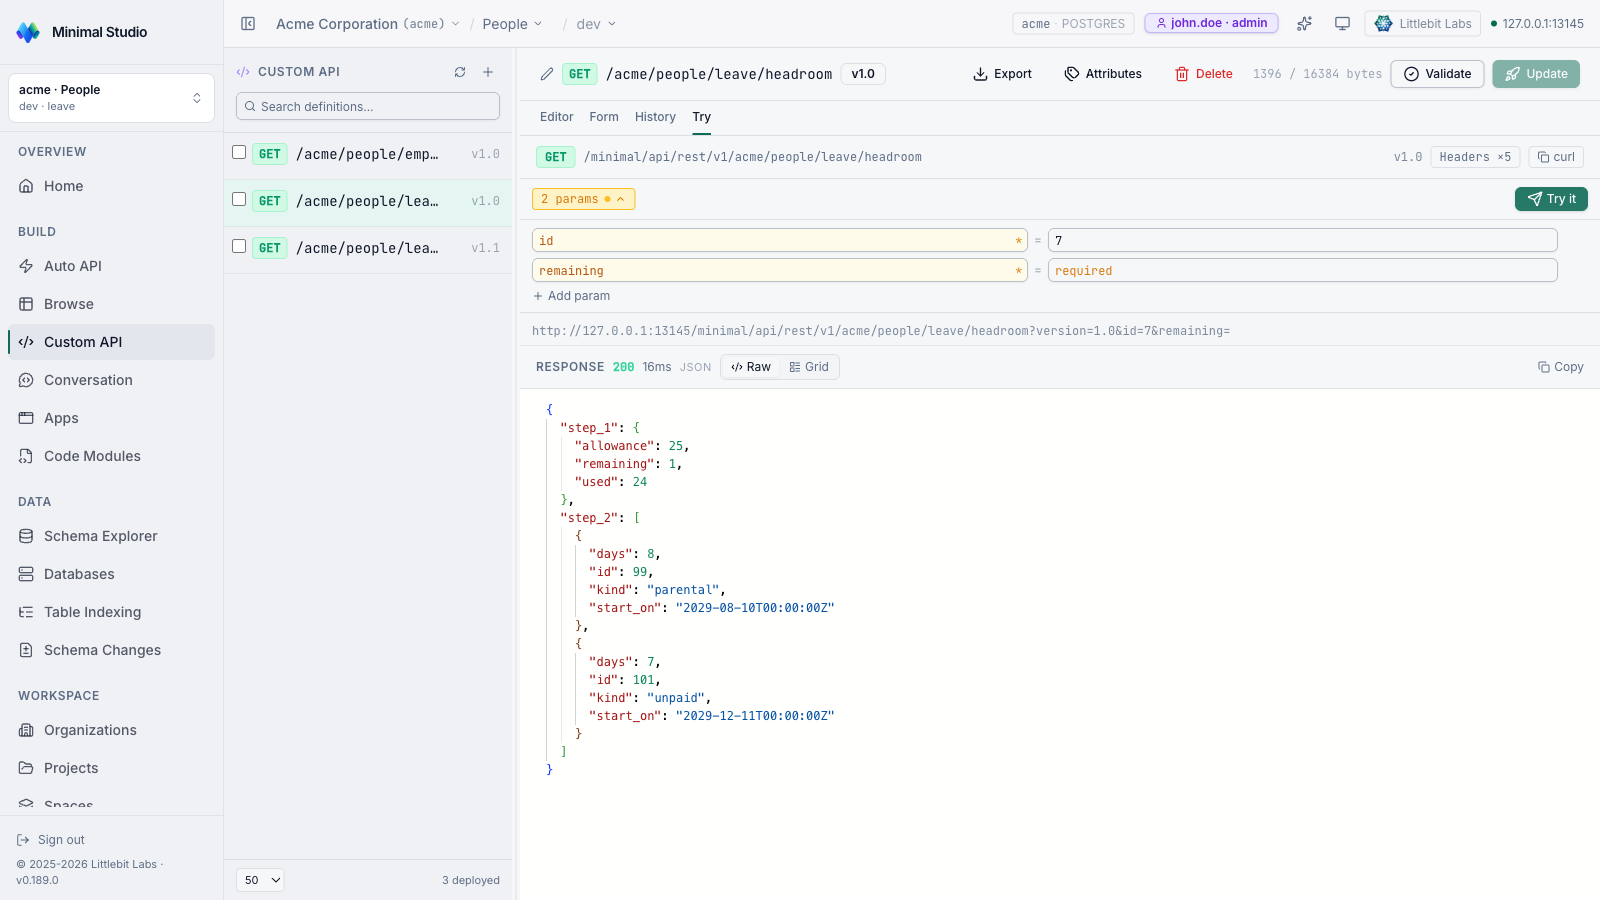 Minimal Studio
acme · People
dev · leave
OVERVIEW
Home
BUILD
Auto API
Browse
Custom API
Conversation
Apps
Code Modules
DATA
Schema Explorer
Databases
Table Indexing
Schema Changes
WORKSPACE
Organizations
Projects
Spaces
Sign out
© 2025-2026 Littlebit Labs ·
v0.189.0
Acme Corporation (acme) / People / dev
acme · POSTGRES
john.doe · admin
Littlebit Labs
127.0.0.1:13145
CUSTOM API
Search definitions...
GET /acme/people/emp... v1.0
GET /acme/people/lea... v1.0
GET /acme/people/lea... v1.1
50
3 deployed
GET /acme/people/leave/headroom v1.0
Export
Attributes
Delete
1396 / 16384 bytes
Validate
Update
Editor Form History Try
GET /minimal/api/rest/v1/acme/people/leave/headroom
v1.0 Headers ×5 curl
2 params
Try it
id * = 7
remaining * = required
+ Add param
http://127.0.0.1:13145/minimal/api/rest/v1/acme/people/leave/headroom?version=1.0&id=7&remaining=
RESPONSE 200 16ms JSON Raw Grid
Copy
{
"step_1": {
"allowance": 25,
"remaining": 1,
"used": 24
},
"step_2": [
{
"days": 8,
"id": 99,
"kind": "parental",
"start_on": "2029-08-10T00:00:00Z"
},
{
"days": 7,
"id": 101,
"kind": "unpaid",
"start_on": "2029-12-11T00:00:00Z"
}
]
}